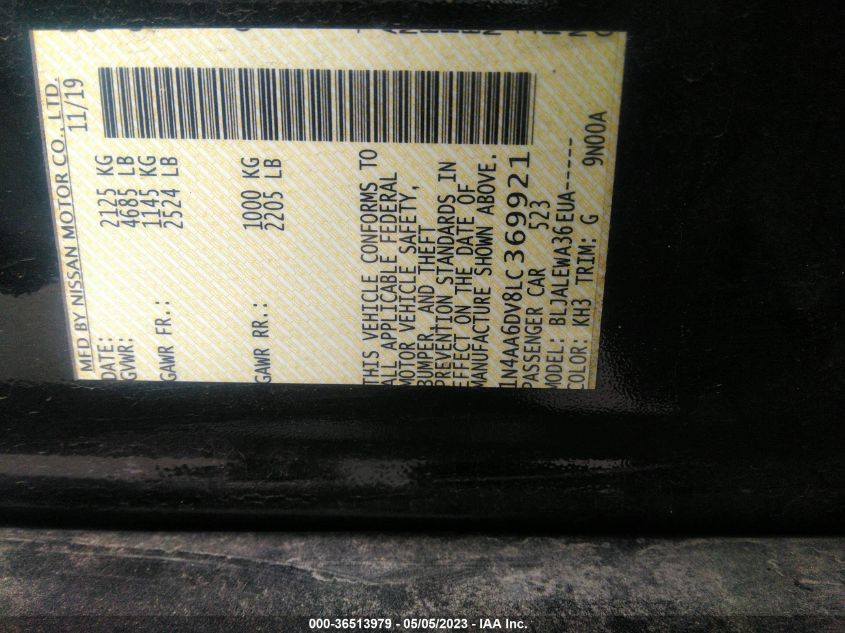 MFD BY NISSAN MOTOR CO., LTD.
DATE: 11/19
GVWR: 2125 KG
4685 LB
GAWR FR.: 1145 KG
2524 LB
GAWR RR.: 1000 KG
2205 LB
THIS VEHICLE CONFORMS TO
ALL APPLICABLE FEDERAL
MOTOR VEHICLE SAFETY,
BUMPER, AND THEFT
PREVENTION STANDARDS IN
EFFECT ON THE DATE OF
MANUFACTURE SHOWN ABOVE.
1N4AA6DV8LC369921
PASSENGER CAR 523
MODEL: BLJALEWA36EUA------
COLOR: KH3 TRIM: G 9N00A
000-36513979 - 05/05/2023 - IAA Inc.